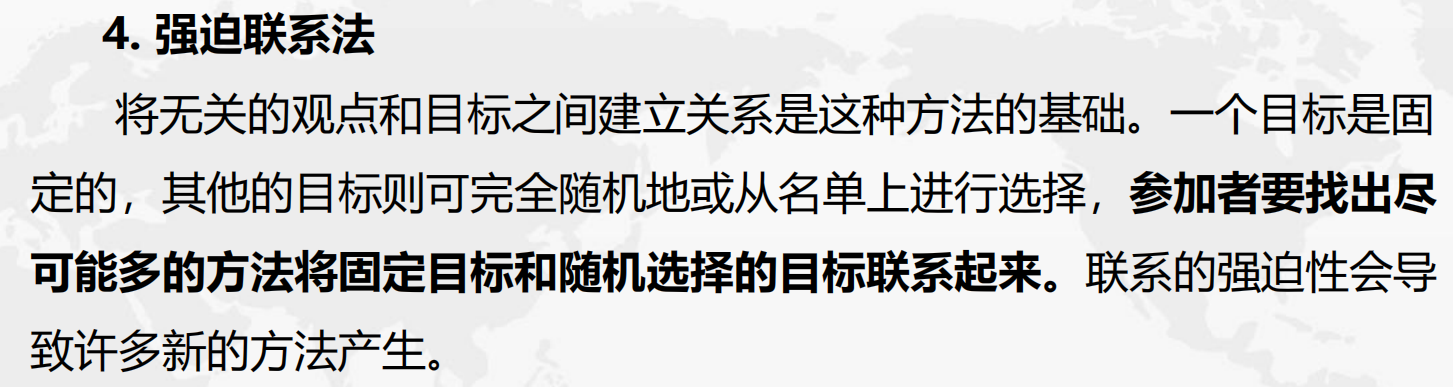 4. 强迫联系法
将无关的观点和目标之间建立关系是这种方法的基础。一个目标是固
定的，其他的目标则可完全随机地或从名单上进行选择，参加者要找出尽
可能多的方法将固定目标和随机选择的目标联系起来。联系的强迫性会导
致许多新的方法产生。